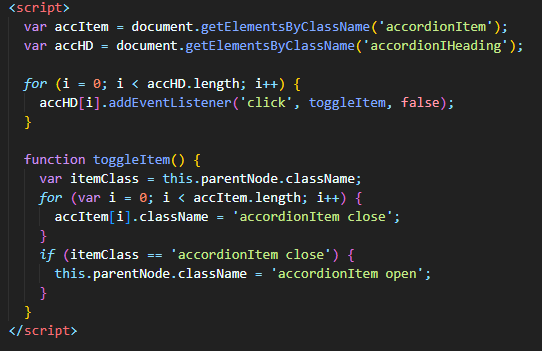 <script>
var accItem = document.getElementsByClassName('accordionItem');
var accHD = document.getElementsByClassName('accordionIHeading');
for (i = 0; i < accHD.length; i++) {
accHD[i].addEventListener('click', toggleItem, false);
}
function toggleItem() {
var itemClass = this.parentNode.className;
for (var i = 0; i < accItem.length; i++) {
accItem[i].className = 'accordionItem close';
}
if (itemClass == 'accordionItem close') {
this.parentNode.className = 'accordionItem open';
}
}
</script>